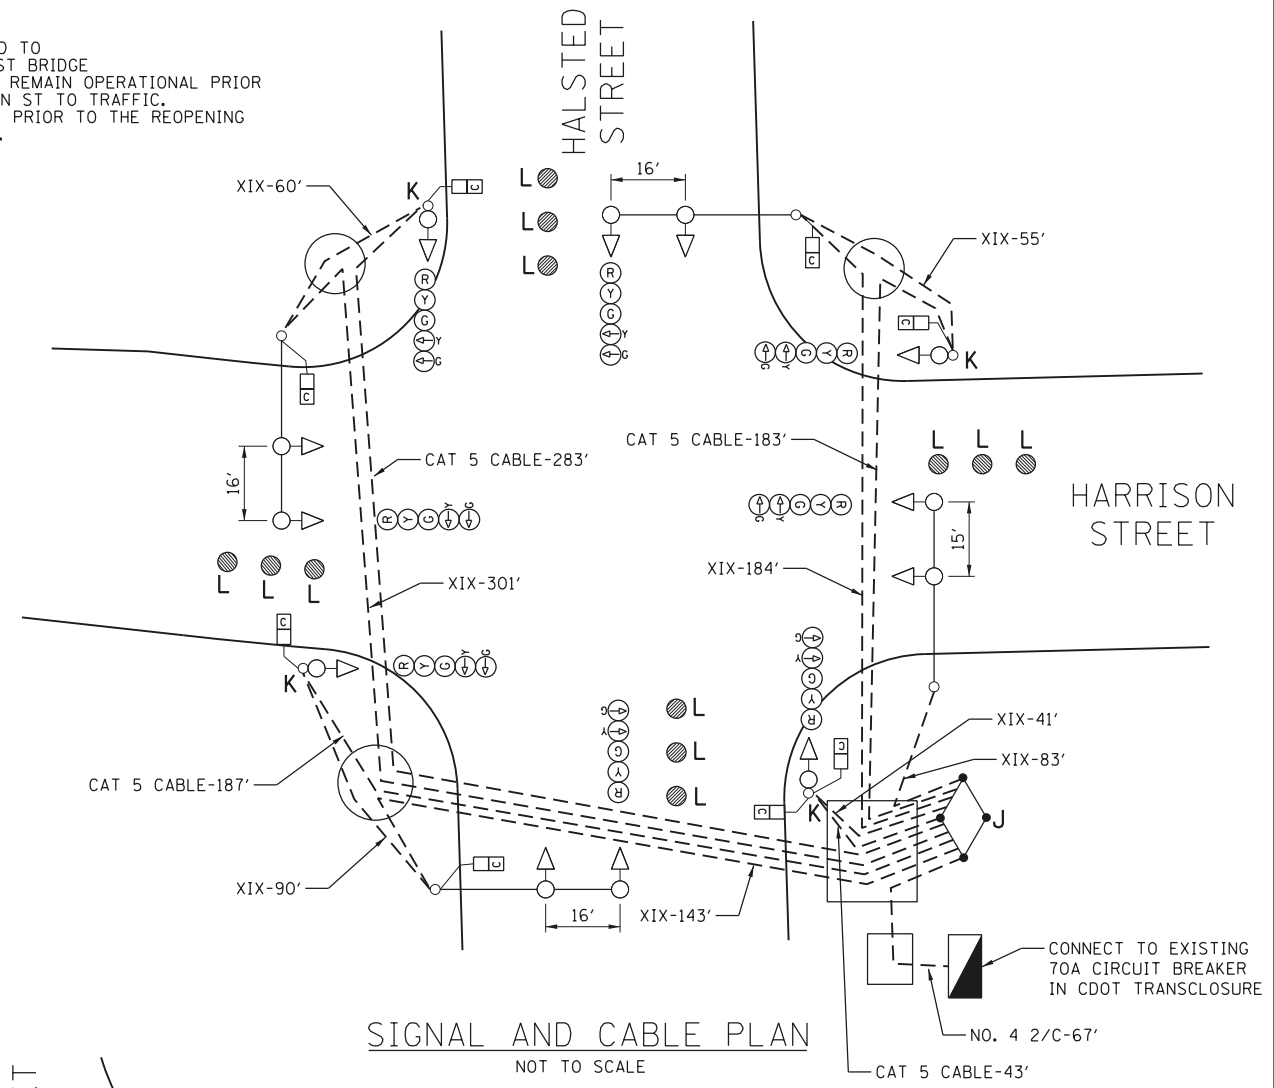 D TO
ST BRIDGE
REMAIN OPERATIONAL PRIOR
N ST TO TRAFFIC.
PRIOR TO THE REOPENING
HALSTED
STREET
16'
XIX-60'
K
C
L
L
L
R
Y
G
Y
G
R
Y
G
Y
G
C
XIX-55'
C
K
G Y G Y R
C
16'
CAT 5 CABLE-283'
CAT 5 CABLE-183'
L L L
HARRISON
STREET
R Y G Y G
G Y G Y R
15'
XIX-301'
XIX-184'
L L L
C
K
R Y G Y G
G
Y
G
Y
R
G
Y
G
Y
R
L
L
L
C
C
K
XIX-41'
XIX-83'
J
CAT 5 CABLE-187'
XIX-90'
C
16'
XIX-143'
CONNECT TO EXISTING
70A CIRCUIT BREAKER
IN CDOT TRANSCLOSURE
NO. 4 2/C-67'
CAT 5 CABLE-43'
SIGNAL AND CABLE PLAN
NOT TO SCALE